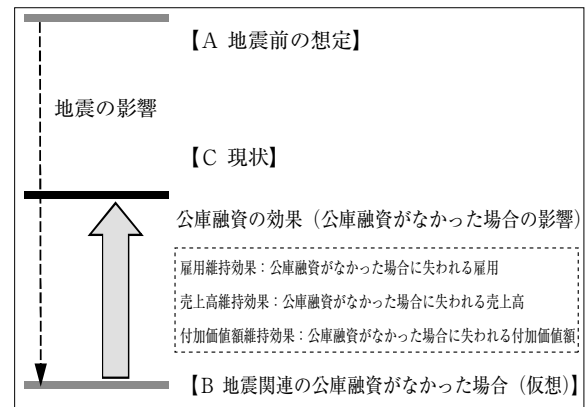 【A 地震前の想定】
地震の影響
【C 現状】
公庫融資の効果（公庫融資がなかった場合の影響）
雇用維持効果：公庫融資がなかった場合に失われる雇用
売上高維持効果：公庫融資がなかった場合に失われる売上高
付加価値額維持効果：公庫融資がなかった場合に失われる付加価値額
【B 地震関連の公庫融資がなかった場合（仮想）】